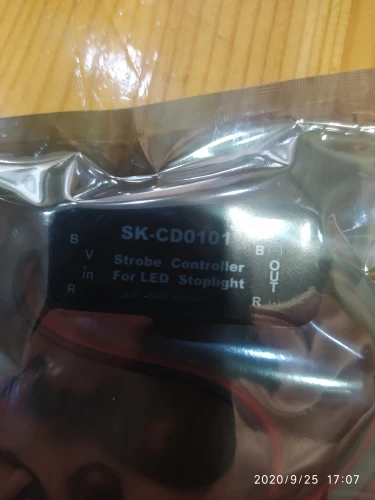 SK-CD0101
Strobe Controller
For LED Stoplight
B
V
in
R
B (-)
OUT
R (+)
2020/9/25 17:07